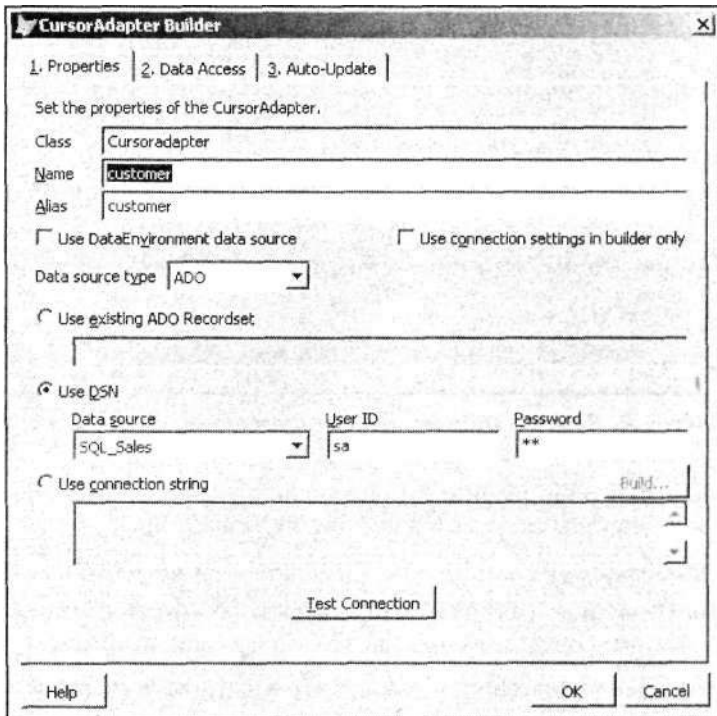 CursorAdapter Builder
1. Properties
2. Data Access
3. Auto-Update
Set the properties of the CursorAdapter.
Class Cursoradapter
Name customer
Alias customer
Use DataEnvironment data source
Use connection settings in builder only
Data source type ADO
Use existing ADO Recordset
Use DSN
Data source User ID Password
SQL_Sales sa **
Use connection string
Build...
Test Connection
Help OK Cancel